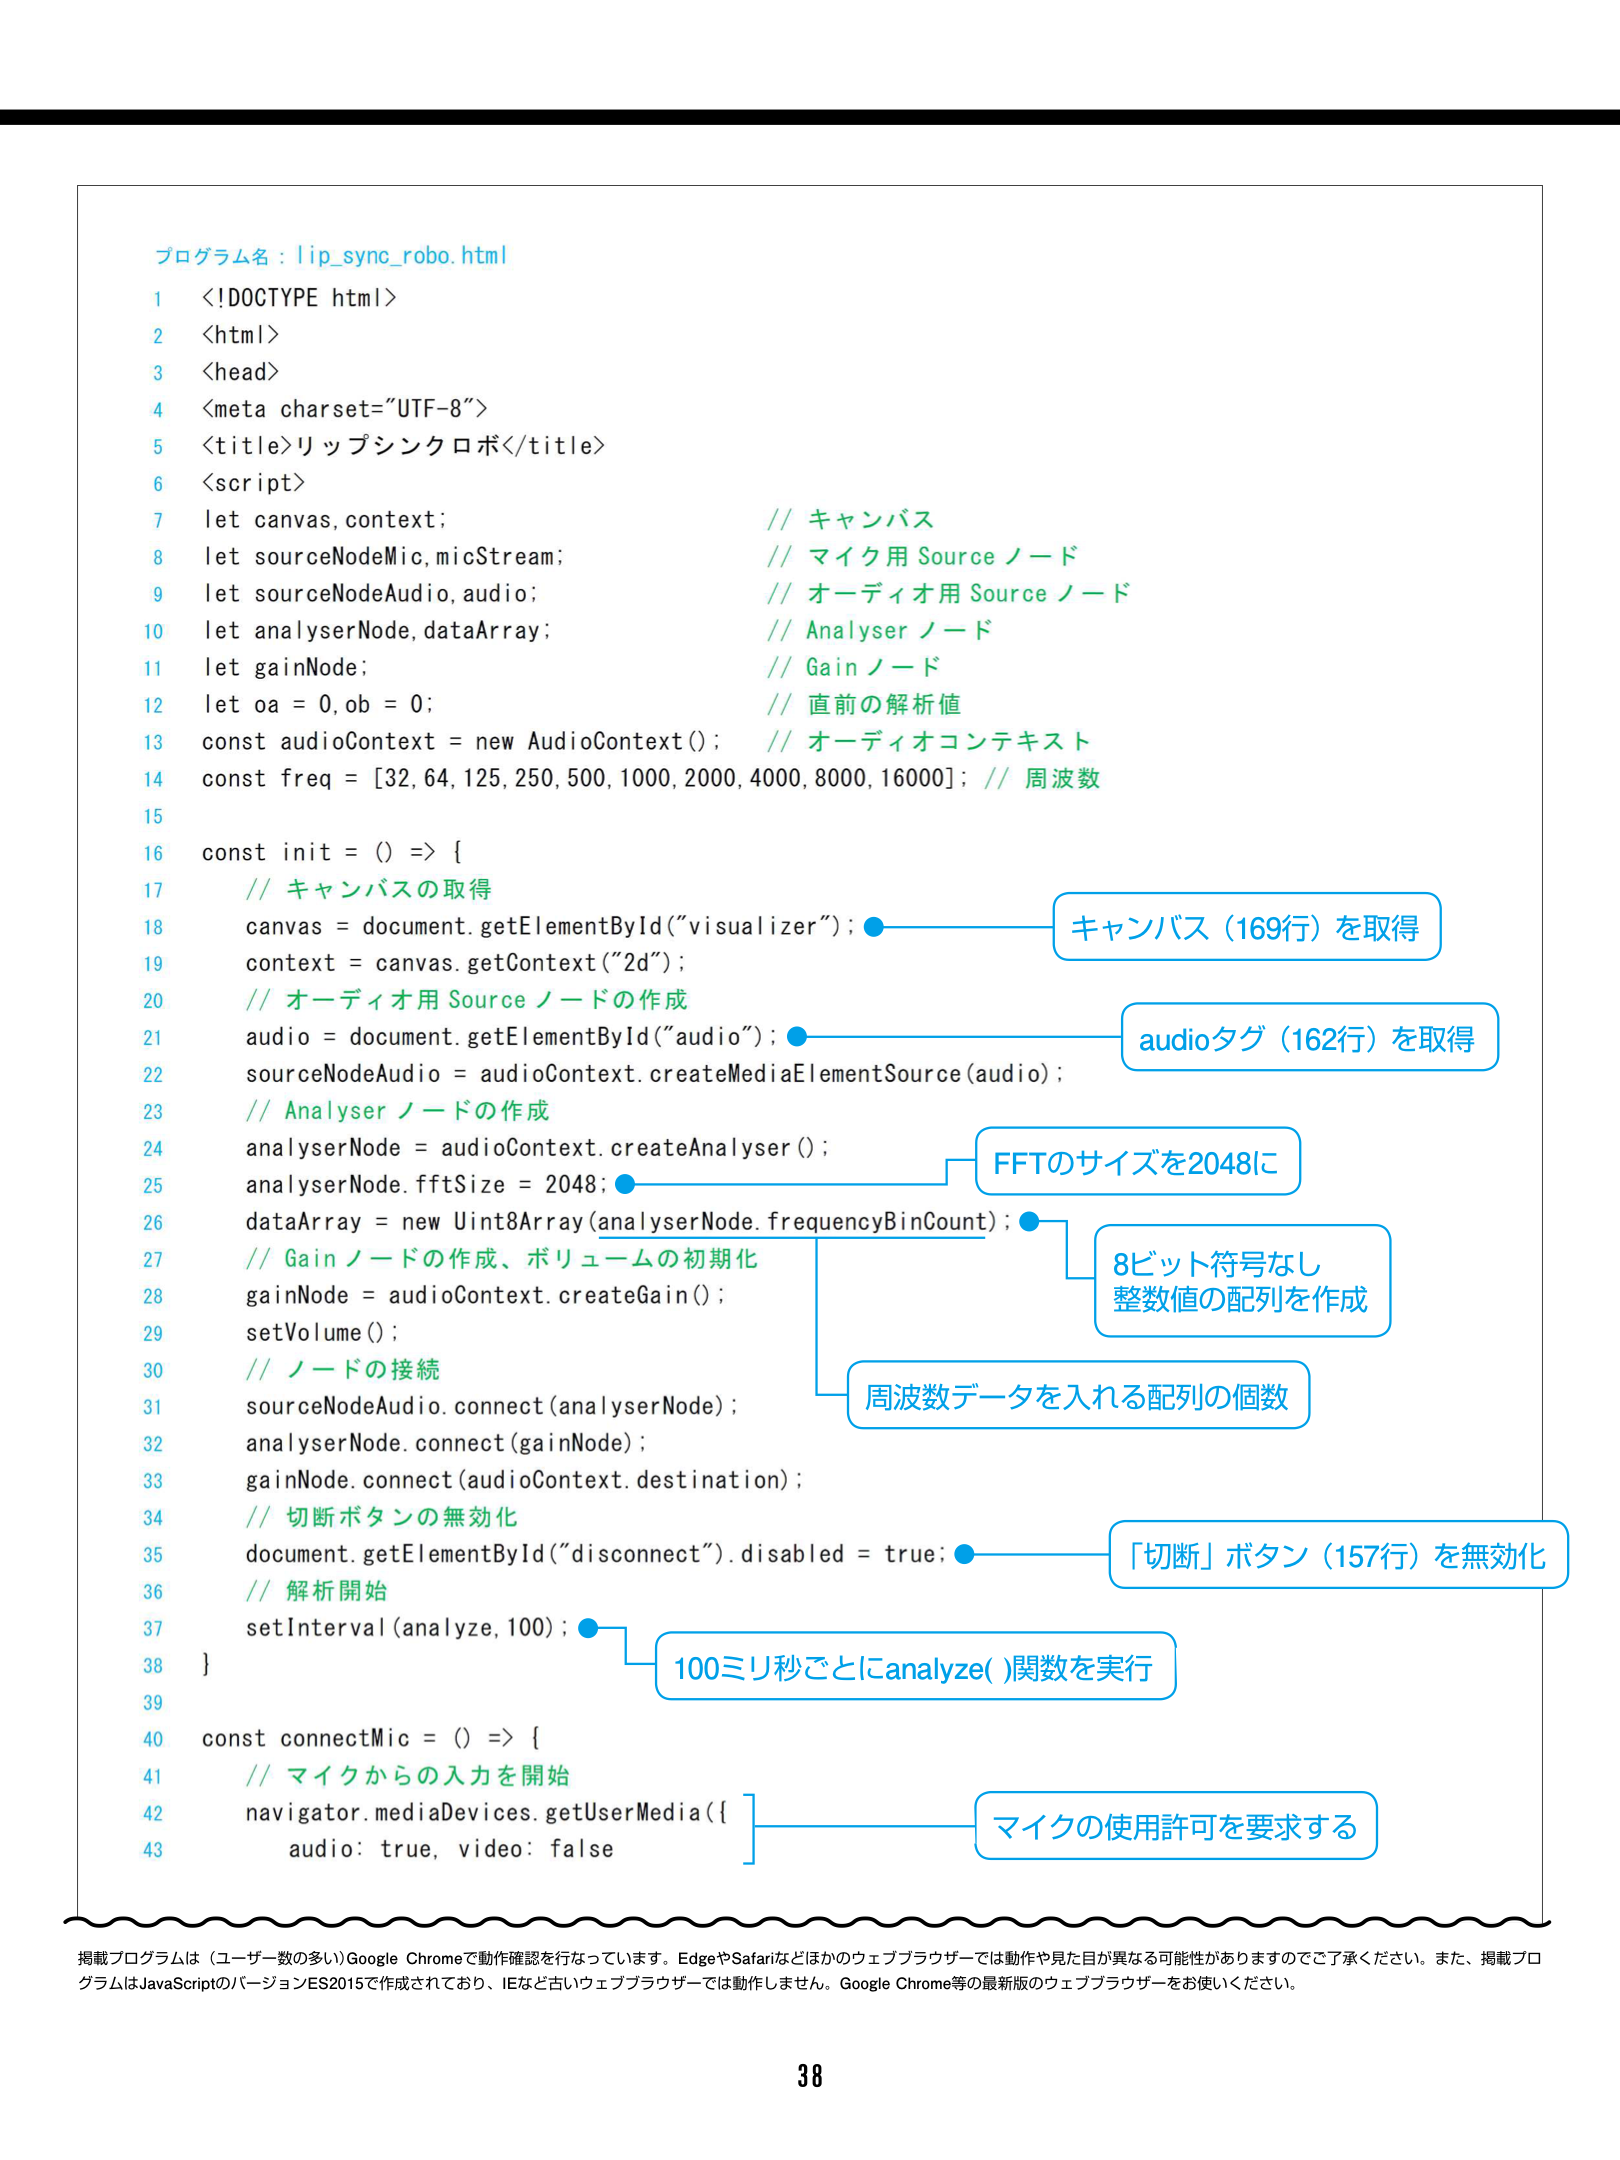 プログラム名：lip_sync_robo.html
1 <!DOCTYPE html>
2 <html>
3 <head>
4 <meta charset="UTF-8">
5 <title>リップシンクロボ</title>
6 <script>
7 let canvas,context; // キャンバス
8 let sourceNodeMic,micStream; // マイク用 Source ノード
9 let sourceNodeAudio,audio; // オーディオ用 Source ノード
10 let analyserNode,dataArray; // Analyser ノード
11 let gainNode; // Gain ノード
12 let oa = 0,ob = 0; // 直前の解析値
13 const audioContext = new AudioContext(); // オーディオコンテキスト
14 const freq = [32,64,125,250,500,1000,2000,4000,8000,16000]; // 周波数
15
16 const init = () => {
17 // キャンバスの取得
18 canvas = document.getElementById("visualizer"); キャンバス（169行）を取得
19 context = canvas.getContext("2d");
20 // オーディオ用 Source ノードの作成
21 audio = document.getElementById("audio"); audioタグ（162行）を取得
22 sourceNodeAudio = audioContext.createMediaElementSource(audio);
23 // Analyser ノードの作成
24 analyserNode = audioContext.createAnalyser();
25 analyserNode.fftSize = 2048; FFTのサイズを2048に
26 dataArray = new Uint8Array(analyserNode.frequencyBinCount);
8ビット符号なし
整数値の配列を作成
27 // Gain ノードの作成、ボリュームの初期化
28 gainNode = audioContext.createGain();
29 setVolume();
30 // ノードの接続
周波数データを入れる配列の個数
31 sourceNodeAudio.connect(analyserNode);
32 analyserNode.connect(gainNode);
33 gainNode.connect(audioContext.destination);
34 // 切断ボタンの無効化
35 document.getElementById("disconnect").disabled = true; 「切断」ボタン（157行）を無効化
36 // 解析開始
37 setInterval(analyze,100); 100ミリ秒ごとにanalyze( )関数を実行
38 }
39
40 const connectMic = () => {
41 // マイクからの入力を開始
42 navigator.mediaDevices.getUserMedia({ マイクの使用許可を要求する
43 audio: true, video: false
掲載プログラムは（ユーザー数の多い)Google Chromeで動作確認を行なっています。EdgeやSafariなどほかのウェブブラウザーでは動作や見た目が異なる可能性がありますのでご了承ください。また、掲載プロ
グラムはJavaScriptのバージョンES2015で作成されており、IEなど古いウェブブラウザーでは動作しません。Google Chrome等の最新版のウェブブラウザーをお使いください。
38